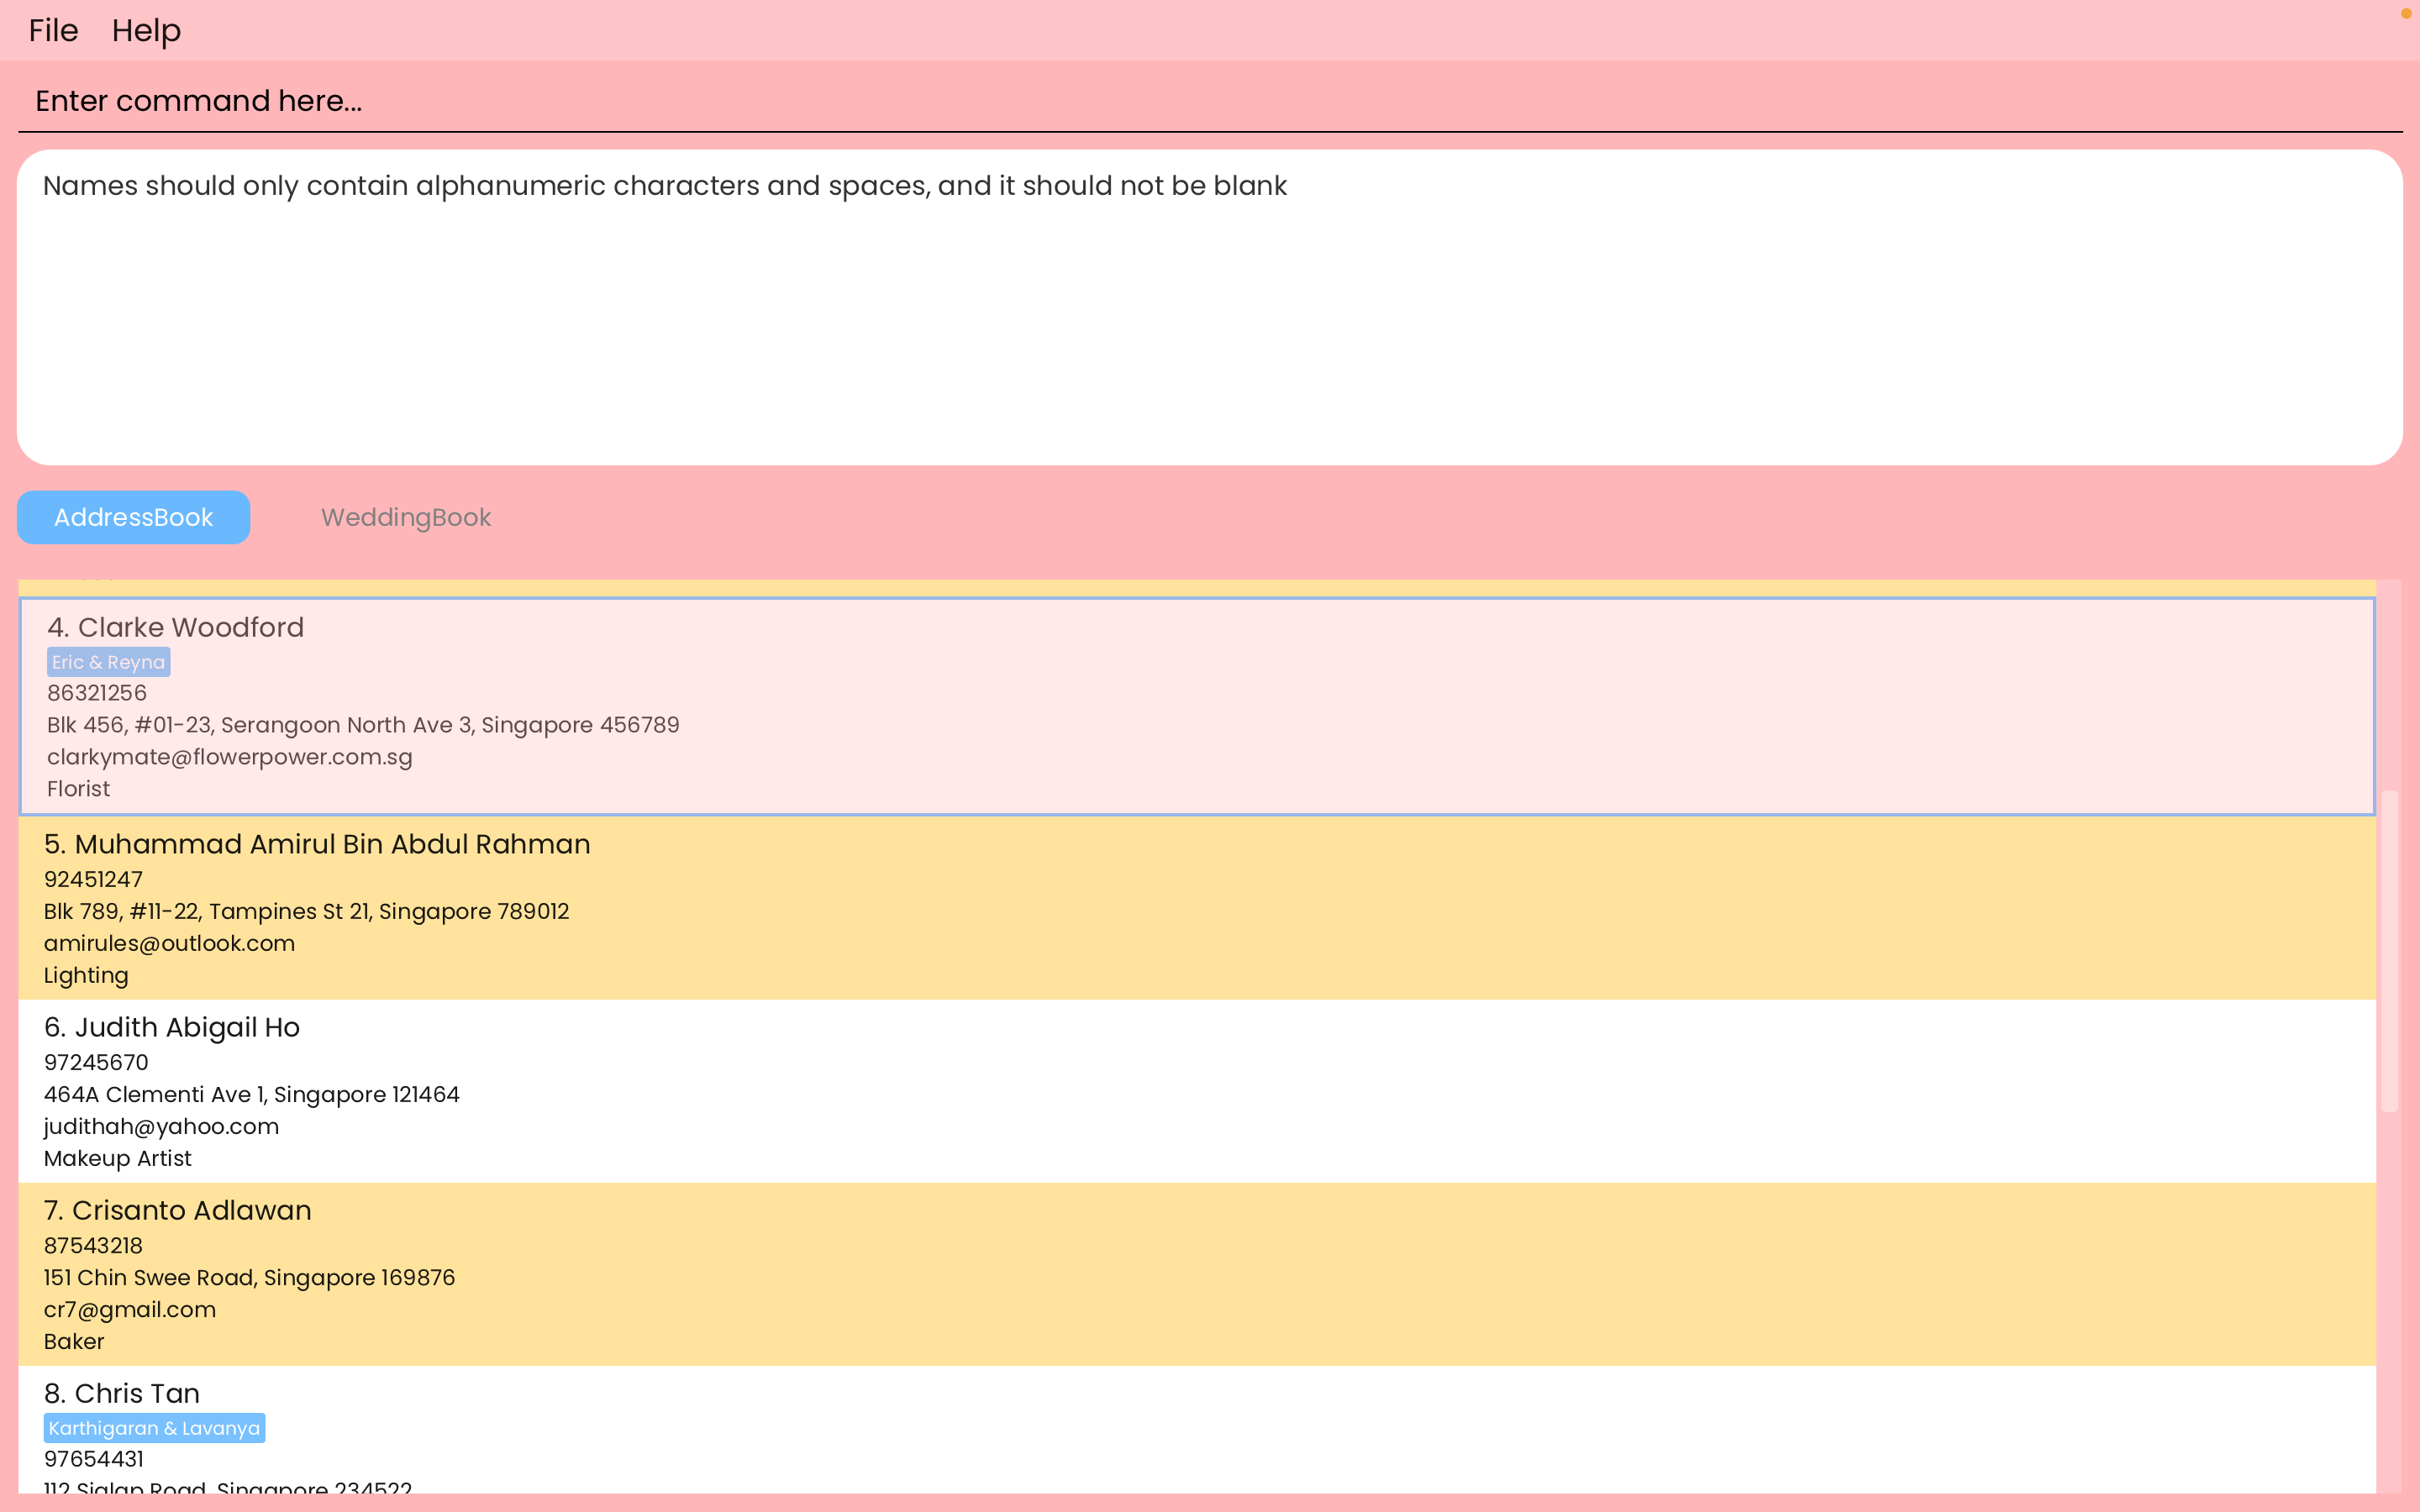 File Help
Enter command here...
Names should only contain alphanumeric characters and spaces, and it should not be blank
AddressBook WeddingBook
4. Clarke Woodford
Eric & Reyna
86321256
Blk 456, #01-23, Serangoon North Ave 3, Singapore 456789
clarkymate@flowerpower.com.sg
Florist
5. Muhammad Amirul Bin Abdul Rahman
92451247
Blk 789, #11-22, Tampines St 21, Singapore 789012
amirules@outlook.com
Lighting
6. Judith Abigail Ho
97245670
464A Clementi Ave 1, Singapore 121464
judithah@yahoo.com
Makeup Artist
7. Crisanto Adlawan
87543218
151 Chin Swee Road, Singapore 169876
cr7@gmail.com
Baker
8. Chris Tan
Karthigaran & Lavanya
97654431
112 Siglap Road, Singapore 234522